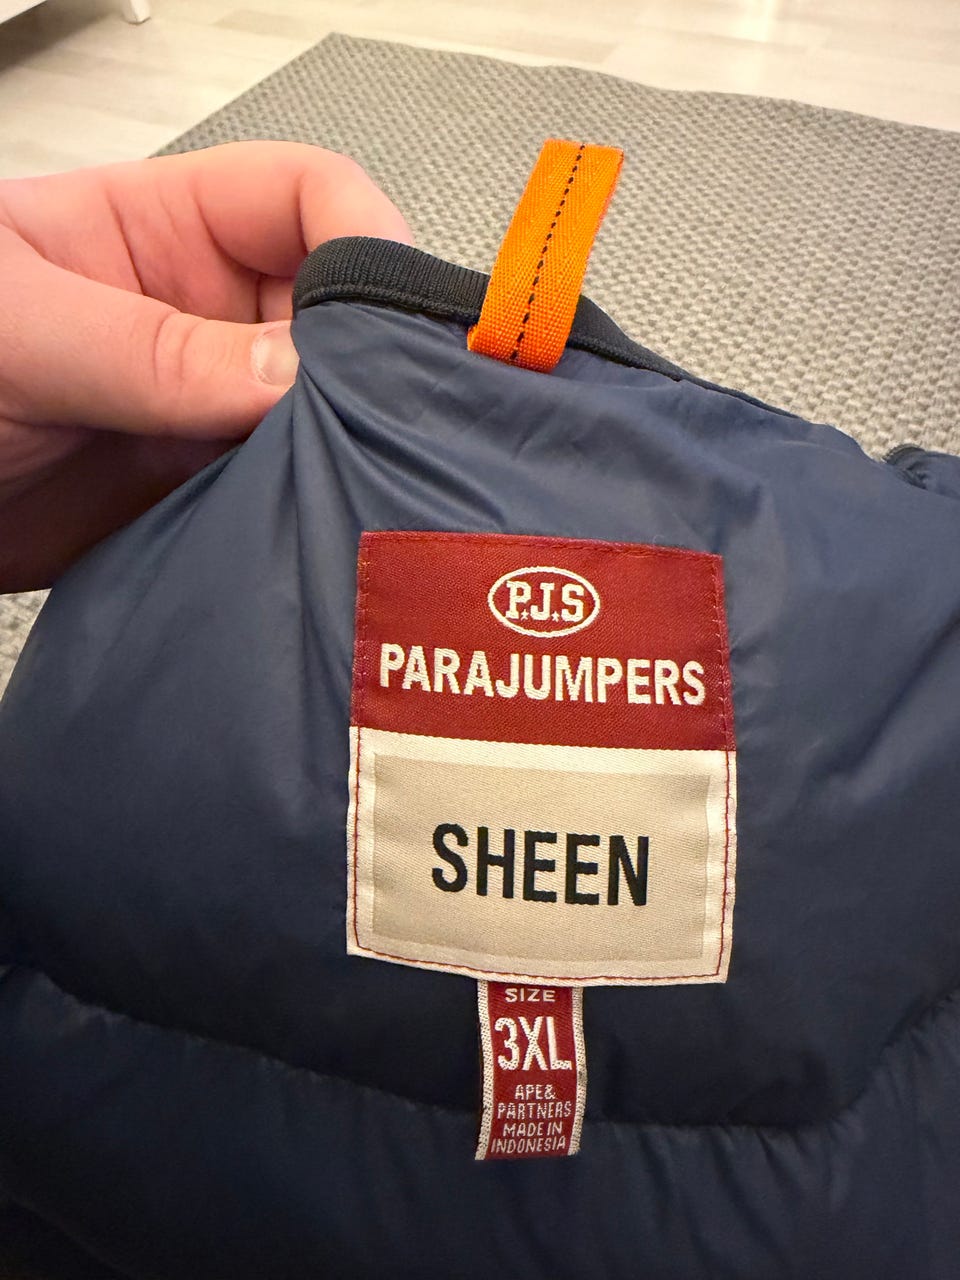 P.J.S
PARAJUMPERS
SHEEN
SIZE
3XL
APE&
PARTNERS
MADE IN
INDONESIA